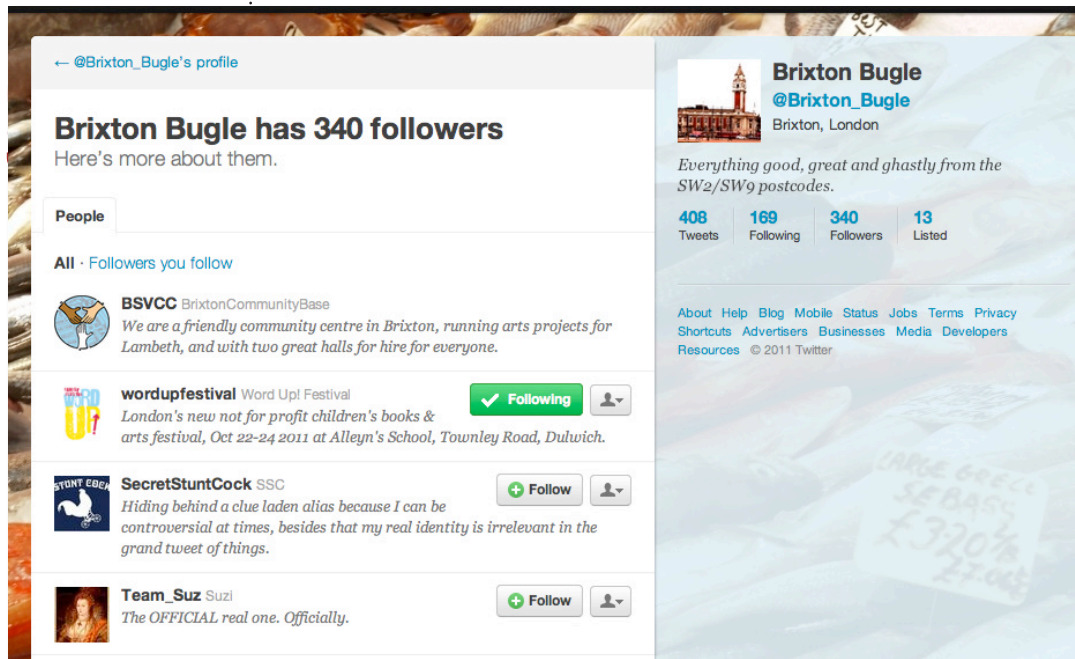 ← @Brixton_Bugle's profile
Brixton Bugle has 340 followers
Here's more about them.
People
All · Followers you follow
BSVCC BrixtonCommunityBase
We are a friendly community centre in Brixton, running arts projects for
Lambeth, and with two great halls for hire for everyone.
wordupfestival Word Up! Festival
Following
London's new not for profit children's books &
arts festival, Oct 22-24 2011 at Alleyn's School, Townley Road, Dulwich.
WORD
UP!
SecretStuntCock SSC
Follow
STUNT EBER
Hiding behind a clue laden alias because I can be
controversial at times, besides that my real identity is irrelevant in the
grand tweet of things.
Team_Suz Suzi
Follow
The OFFICIAL real one. Officially.
Brixton Bugle
@Brixton_Bugle
Brixton, London
Everything good, great and ghastly from the
SW2/SW9 postcodes.
408 169 340 13
Tweets Following Followers Listed
About Help Blog Mobile Status Jobs Terms Privacy
Shortcuts Advertisers Businesses Media Developers
Resources © 2011 Twitter
LARGE
SEBASS
£3.20